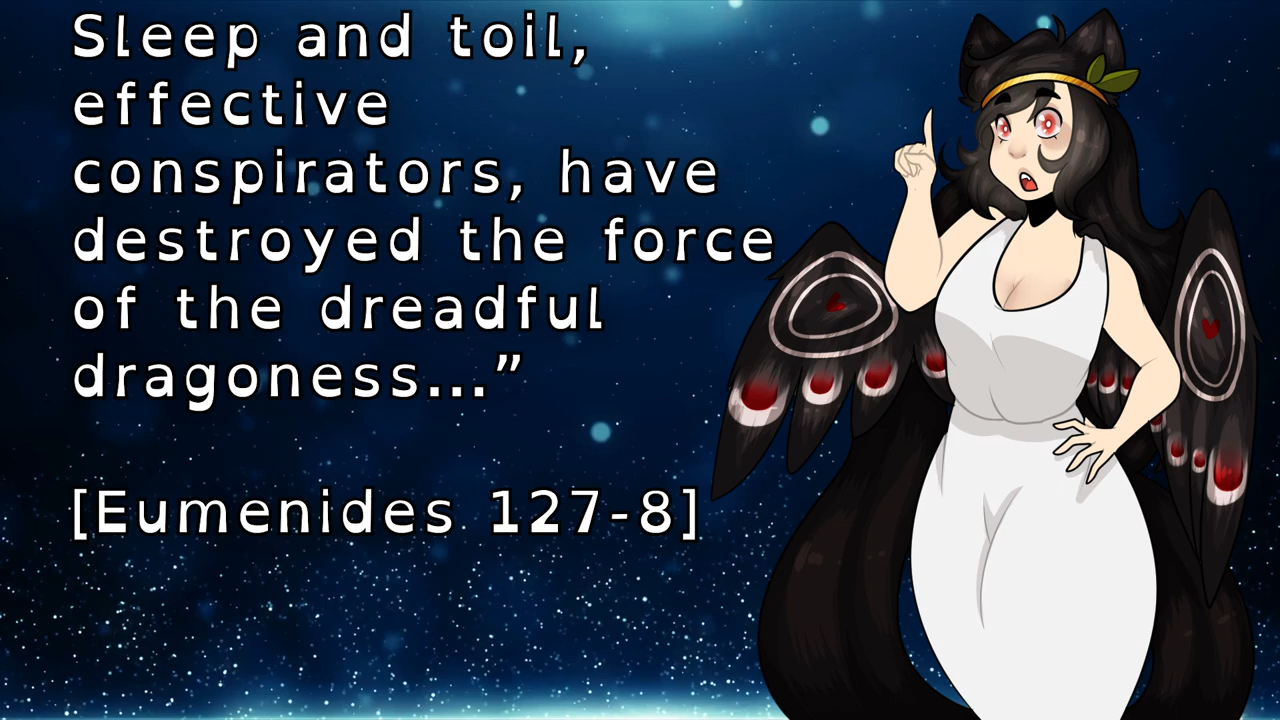 Sleep and toil,
effective
conspirators, have
destroyed the force
of the dreadful
dragoness...”
[Eumenides 127-8]